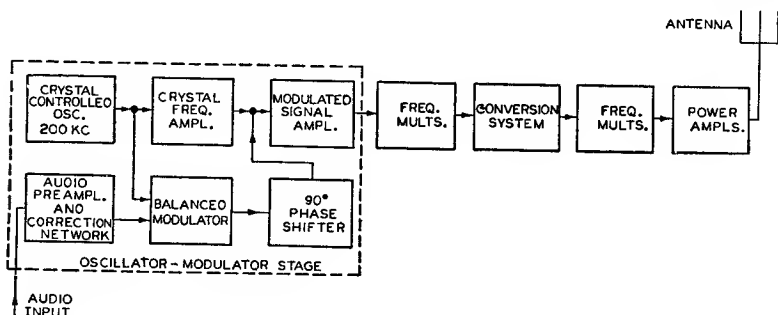 ANTENNA
CRYSTAL
CONTROLLED
OSC.
200 KC
CRYSTAL
FREQ.
AMPL.
MODULATED
SIGNAL
AMPL.
FREQ.
MULTS.
CONVERSION
SYSTEM
FREQ.
MULTS.
POWER
AMPLS.
AUDIO
PREAMPL.
AND
CORRECTION
NETWORK
BALANCED
MODULATOR
90°
PHASE
SHIFTER
OSCILLATOR-MODULATOR STAGE
AUDIO
INPUT